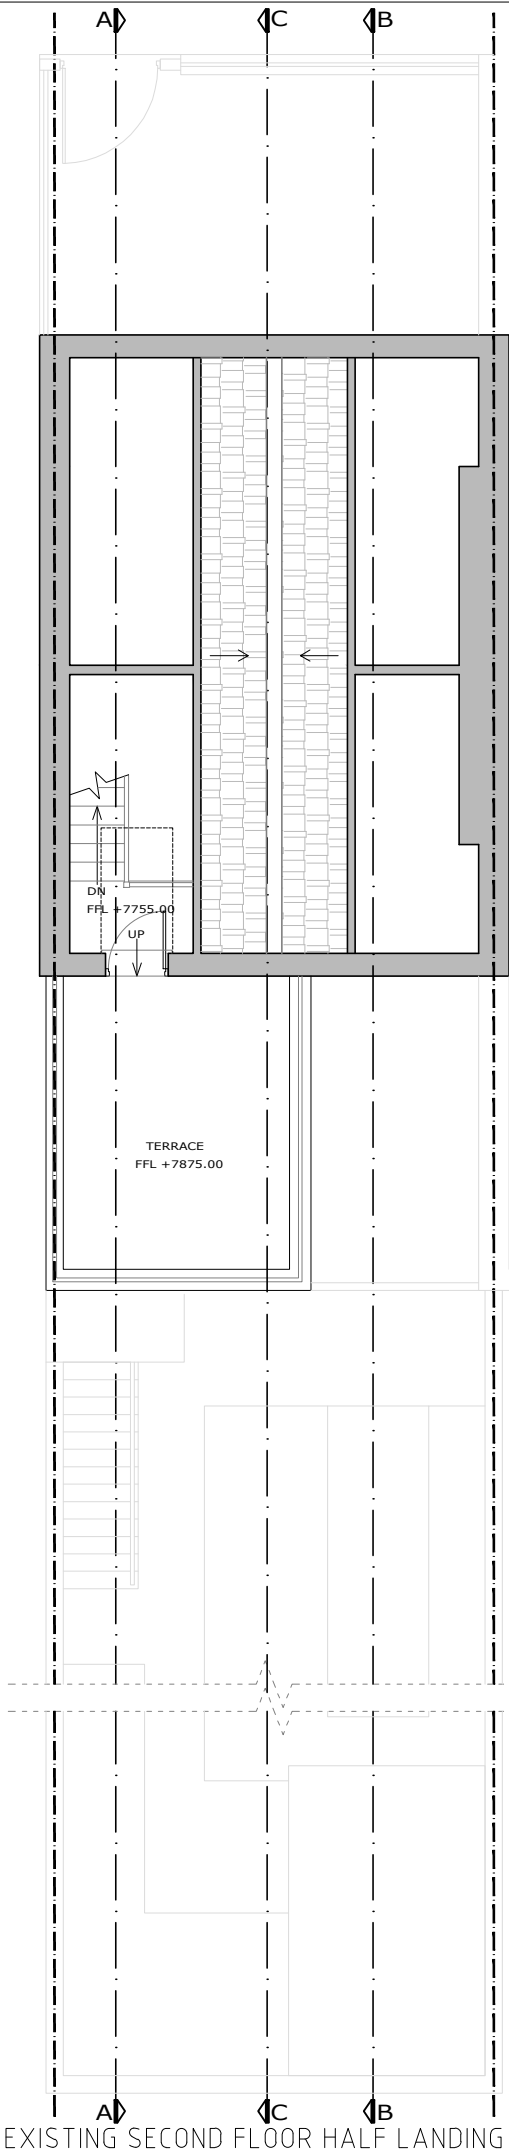 A C B
DN
FFL +7755.00
UP
TERRACE
FFL +7875.00
A C B
EXISTING SECOND FLOOR HALF LANDING